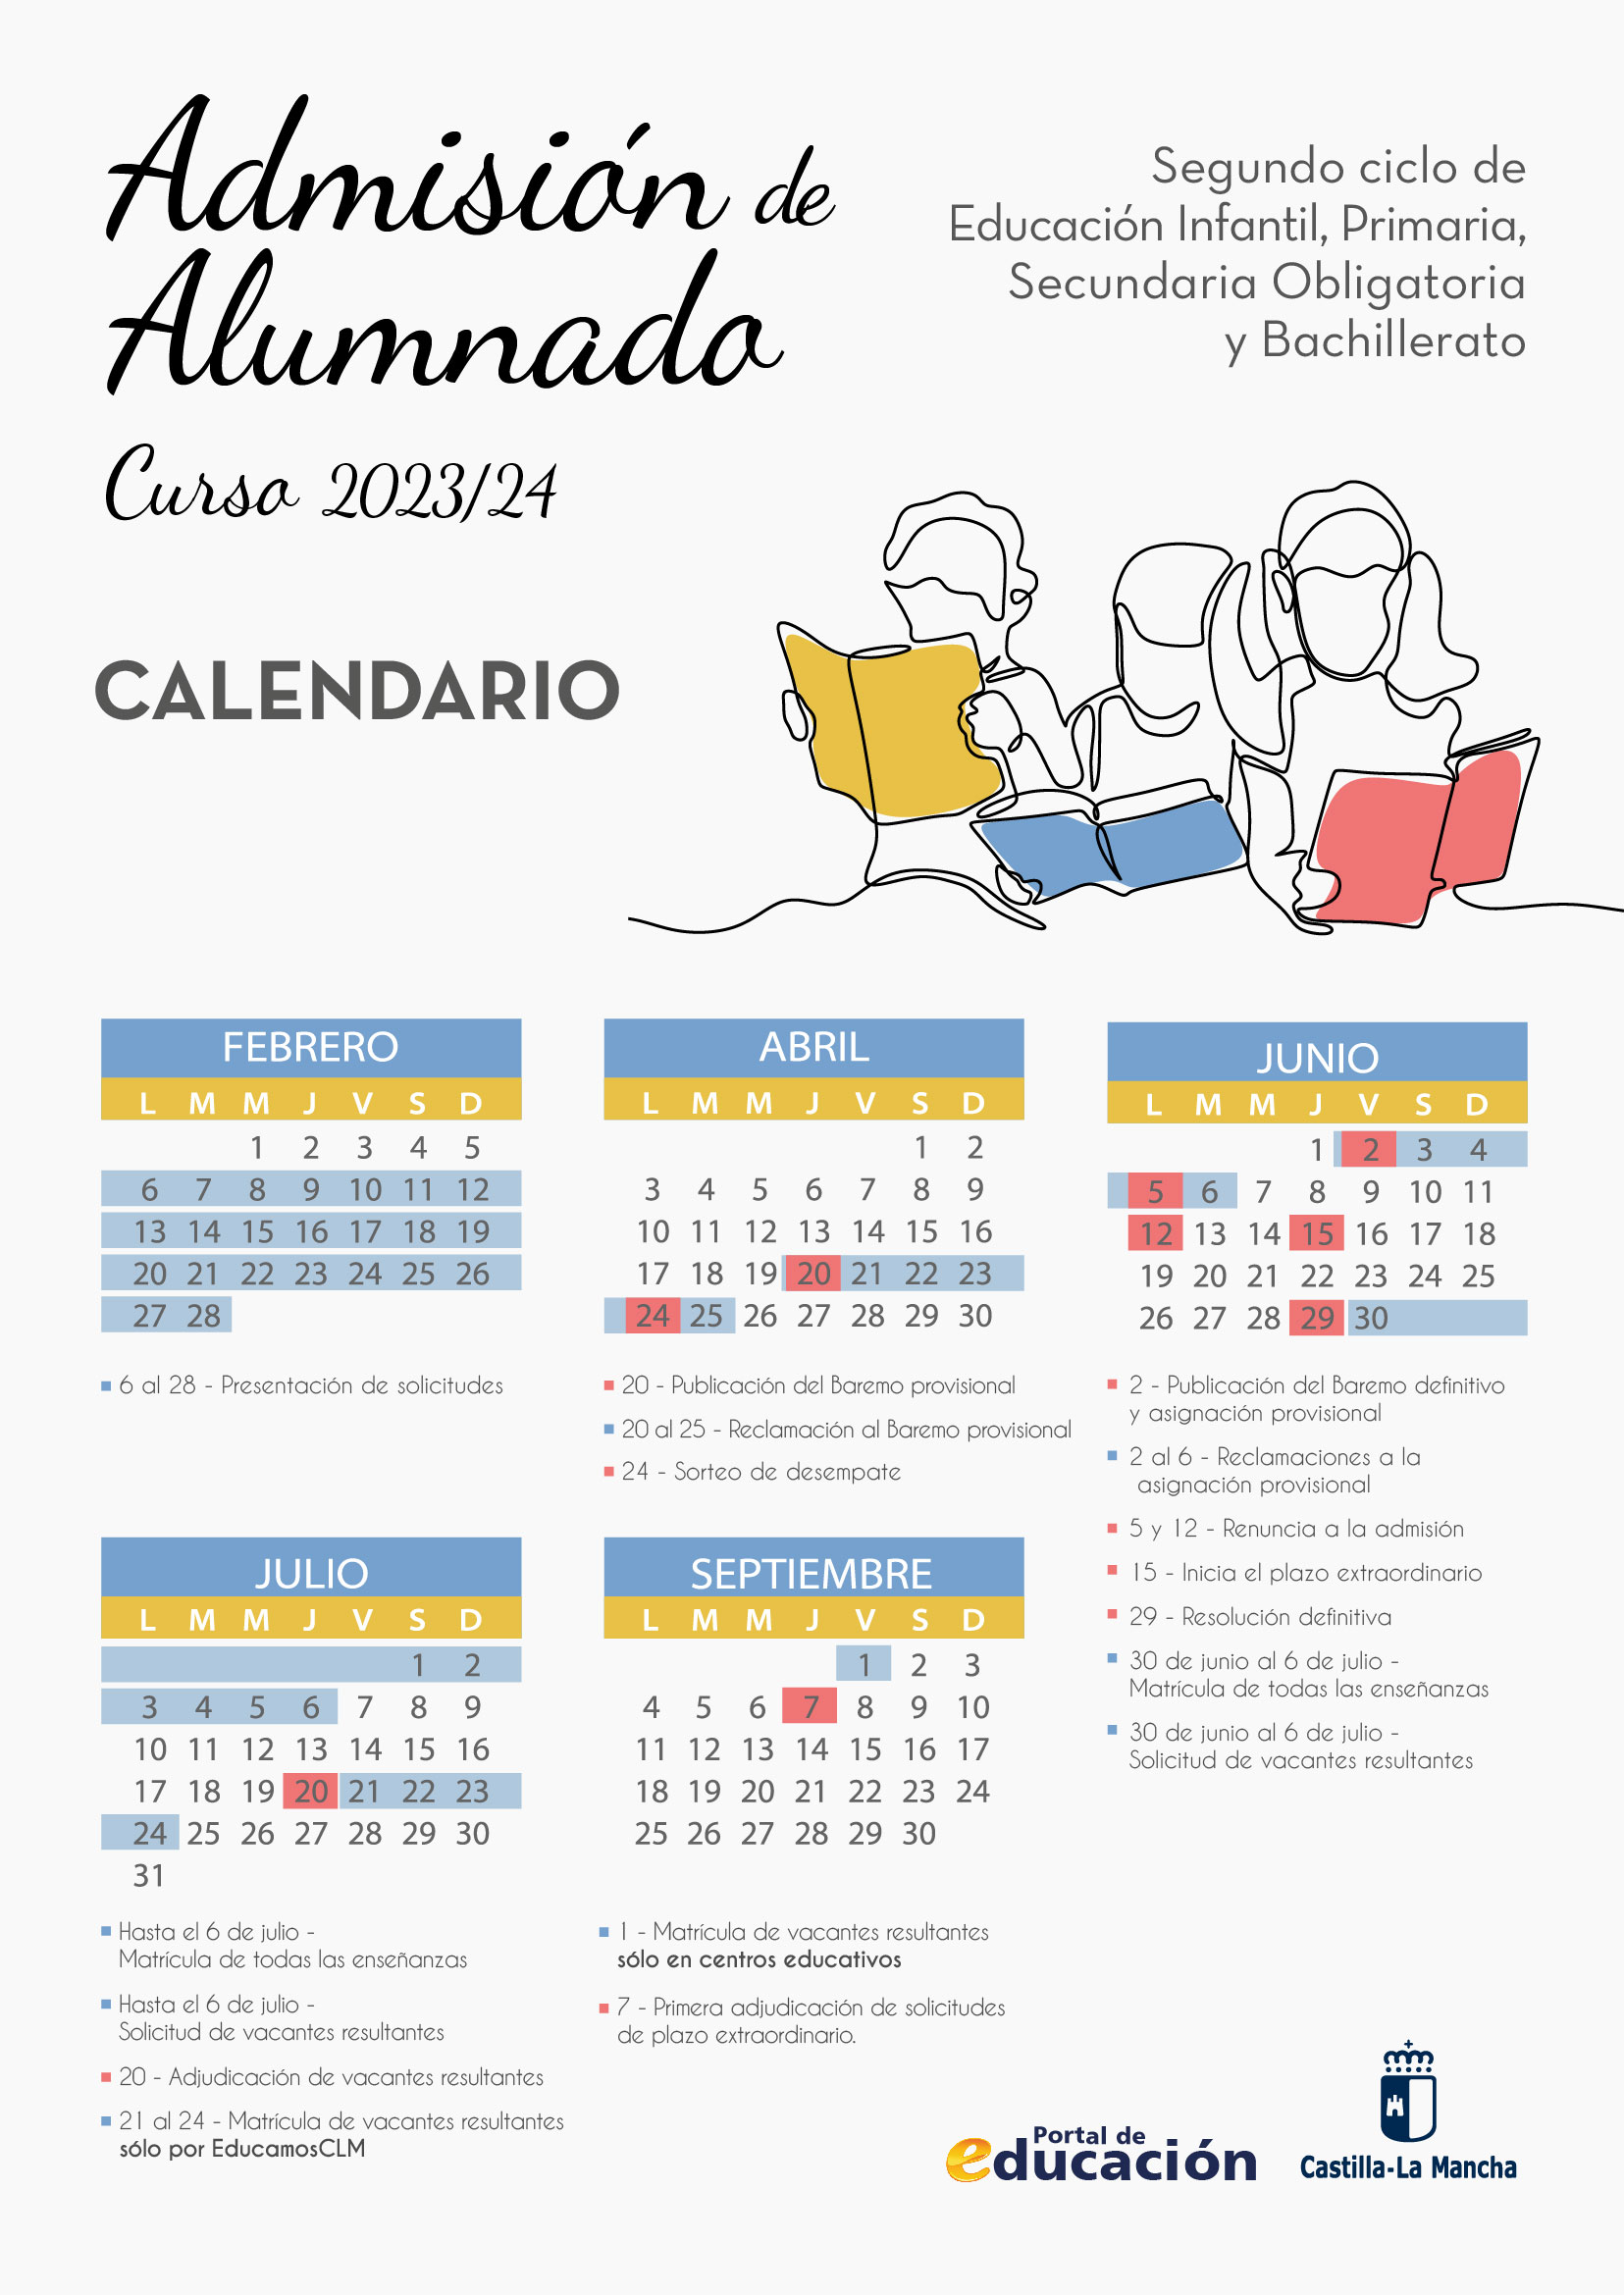 Admisión de
Alumnado
Curso 2023/24
Segundo ciclo de
Educación Infantil, Primaria,
Secundaria Obligatoria
y Bachillerato
CALENDARIO
FEBRERO
L M M J V S D
1 2 3 4 5
6 7 8 9 10 11 12
13 14 15 16 17 18 19
20 21 22 23 24 25 26
27 28
6 al 28 - Presentación de solicitudes
ABRIL
L M M J V S D
1 2
3 4 5 6 7 8 9
10 11 12 13 14 15 16
17 18 19 20 21 22 23
24 25 26 27 28 29 30
20 - Publicación del Baremo provisional
20 al 25 - Reclamación al Baremo provisional
24 - Sorteo de desempate
JUNIO
L M M J V S D
1 2 3 4
5 6 7 8 9 10 11
12 13 14 15 16 17 18
19 20 21 22 23 24 25
26 27 28 29 30
2 - Publicación del Baremo definitivo
y asignación provisional
2 al 6 - Reclamaciones a la
asignación provisional
5 y 12 - Renuncia a la admisión
15 - Inicia el plazo extraordinario
29 - Resolución definitiva
30 de junio al 6 de julio -
Matrícula de todas las enseñanzas
30 de junio al 6 de julio -
Solicitud de vacantes resultantes
JULIO
L M M J V S D
1 2
3 4 5 6 7 8 9
10 11 12 13 14 15 16
17 18 19 20 21 22 23
24 25 26 27 28 29 30
31
Hasta el 6 de julio -
Matrícula de todas las enseñanzas
Hasta el 6 de julio -
Solicitud de vacantes resultantes
20 - Adjudicación de vacantes resultantes
21 al 24 - Matrícula de vacantes resultantes
sólo por EducamosCLM
SEPTIEMBRE
L M M J V S D
1 2 3
4 5 6 7 8 9 10
11 12 13 14 15 16 17
18 19 20 21 22 23 24
25 26 27 28 29 30
1 - Matrícula de vacantes resultantes
sólo en centros educativos
7 - Primera adjudicación de solicitudes
de plazo extraordinario.
Portal de
educación
Castilla-La Mancha